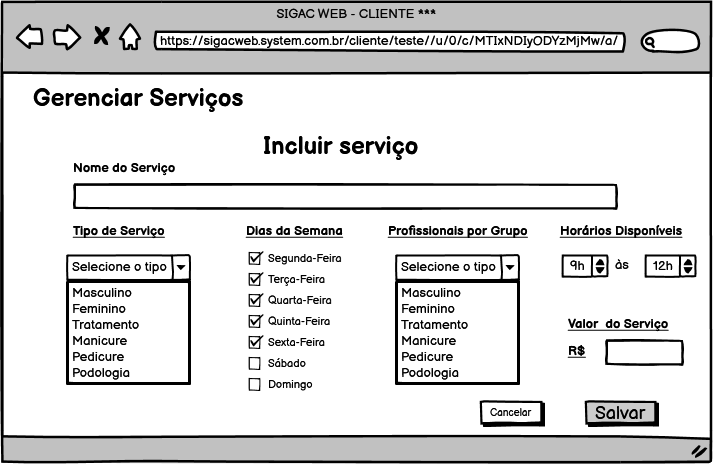 SIGAC WEB - CLIENTE ***
https://sigacweb.system.com.br/cliente/teste//u/0/c/MTIxNDIyODYzMjMw/a/
Gerenciar Serviços
Incluir serviço
Nome do Serviço
Tipo de Serviço
Selecione o tipo
Masculino
Feminino
Tratamento
Manicure
Pedicure
Podologia
Dias da Semana
Segunda-Feira
Terça-Feira
Quarta-Feira
Quinta-Feira
Sexta-Feira
Sábado
Domingo
Profissionais por Grupo
Selecione o tipo
Masculino
Feminino
Tratamento
Manicure
Pedicure
Podologia
Horários Disponíveis
9h às 12h
Valor do Serviço
R$
Cancelar
Salvar